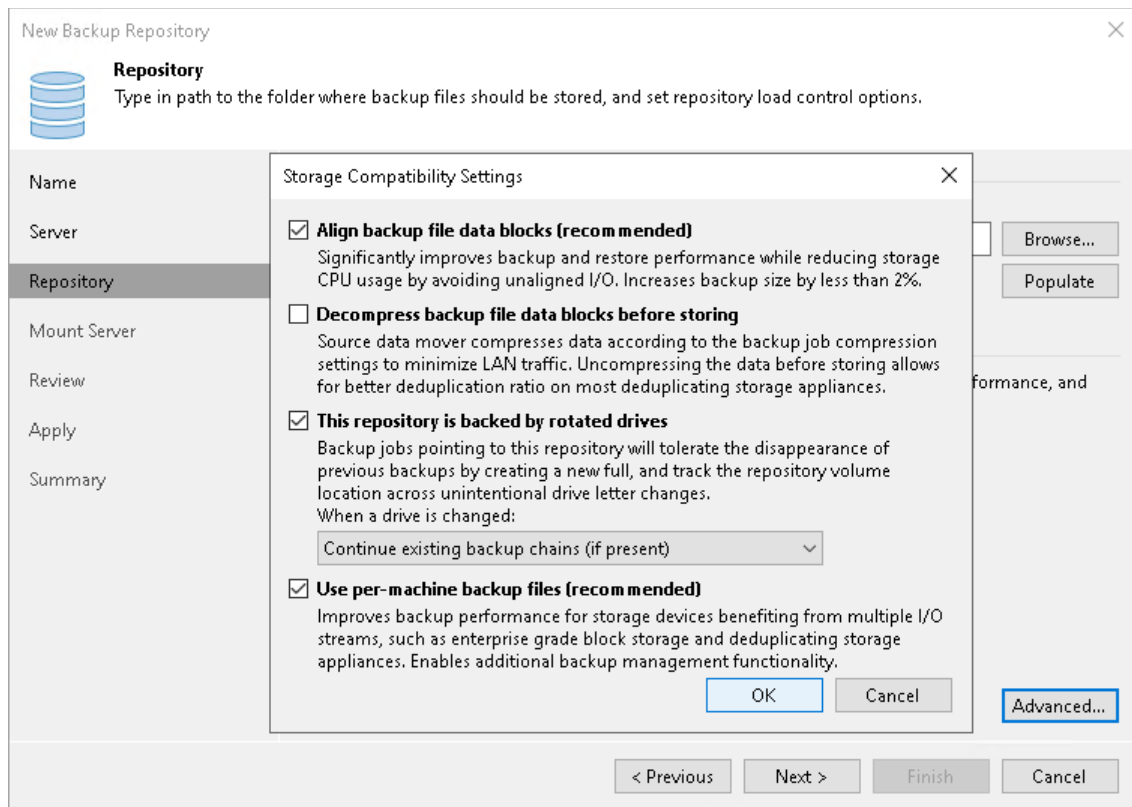 New Backup Repository
Repository
Type in path to the folder where backup files should be stored, and set repository load control options.
Name
Server
Repository
Mount Server
Review
Apply
Summary
Storage Compatibility Settings
Align backup file data blocks (recommended)
Significantly improves backup and restore performance while reducing storage
CPU usage by avoiding unaligned I/O. Increases backup size by less than 2%.
Decompress backup file data blocks before storing
Source data mover compresses data according to the backup job compression
settings to minimize LAN traffic. Uncompressing the data before storing allows
for better deduplication ratio on most deduplicating storage appliances.
This repository is backed by rotated drives
Backup jobs pointing to this repository will tolerate the disappearance of
previous backups by creating a new full, and track the repository volume
location across unintentional drive letter changes.
When a drive is changed:
Continue existing backup chains (if present)
Use per-machine backup files (recommended)
Improves backup performance for storage devices benefiting from multiple I/O
streams, such as enterprise grade block storage and deduplicating storage
appliances. Enables additional backup management functionality.
OK
Cancel
Browse...
Populate
formance, and
Advanced...
< Previous
Next >
Finish
Cancel